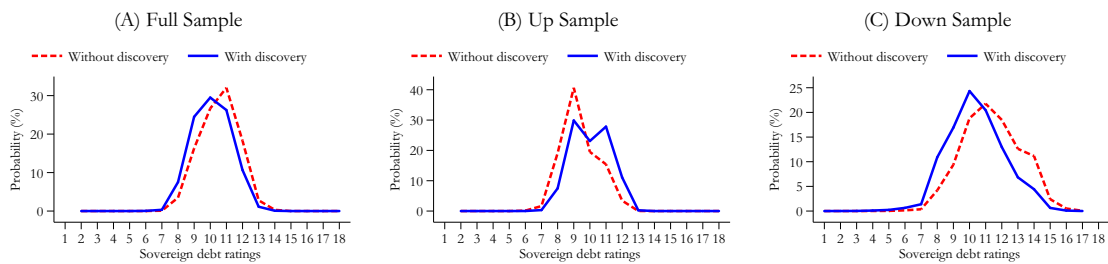 (A) Full Sample
Without discovery With discovery
Probability (%)
30
20
10
0
1 2 3 4 5 6 7 8 9 10 11 12 13 14 15 16 17 18
Sovereign debt ratings
(B) Up Sample
Without discovery With discovery
Probability (%)
40
30
20
10
0
1 2 3 4 5 6 7 8 9 10 11 12 13 14 15 16 17 18
Sovereign debt ratings
(C) Down Sample
Without discovery With discovery
Probability (%)
25
20
15
10
5
0
1 2 3 4 5 6 7 8 9 10 11 12 13 14 15 16 17 18
Sovereign debt ratings